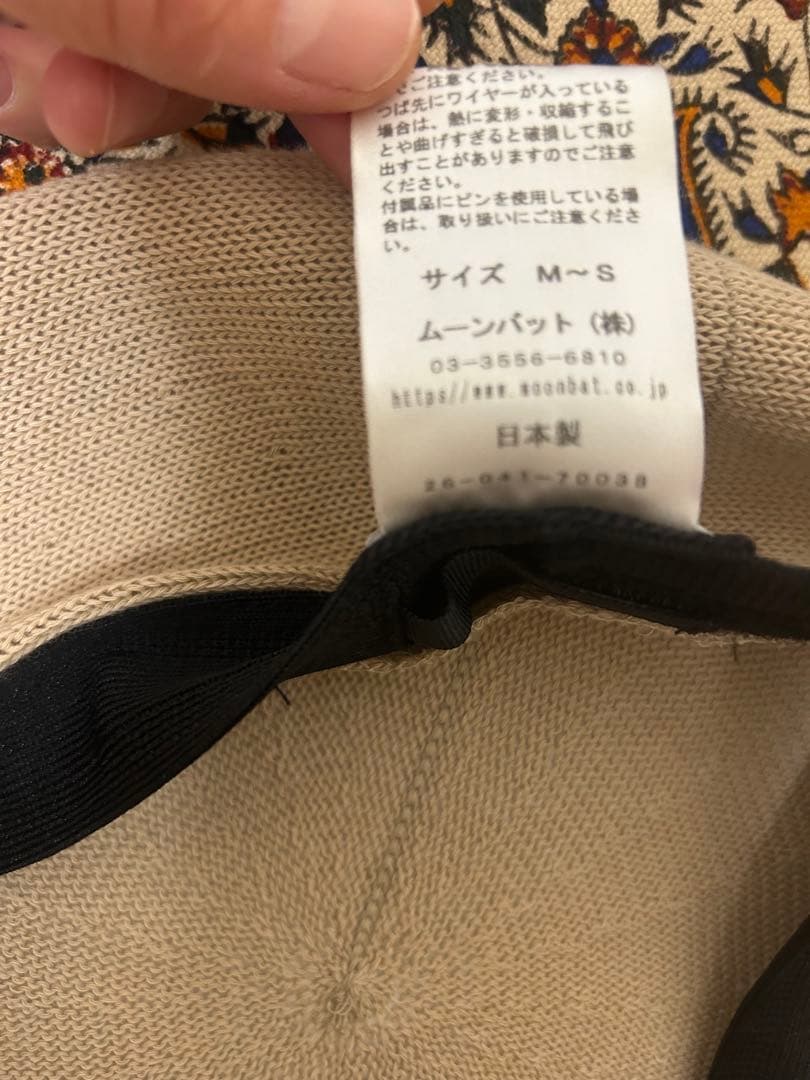 でご注意ください。
つば先にワイヤーが入っている
場合は、熱に変形・収縮するこ
とや曲げすぎると破損して飛び
出すことがありますのでご注意
ください。
付属品にピンを使用している場
合は、取り扱いにご注意くださ
い。
サイズ M～S
ムーンバット（株）
03-3556-6810
https//www.moonbat.co.jp
日本製
26-041-70038